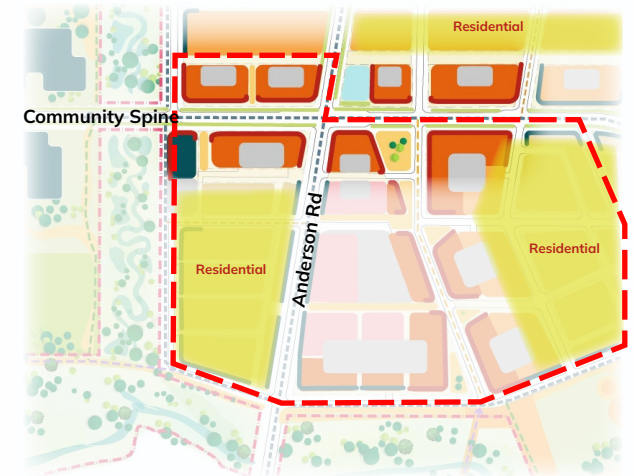 Residential
Community Spine
Anderson Rd
Residential
Residential